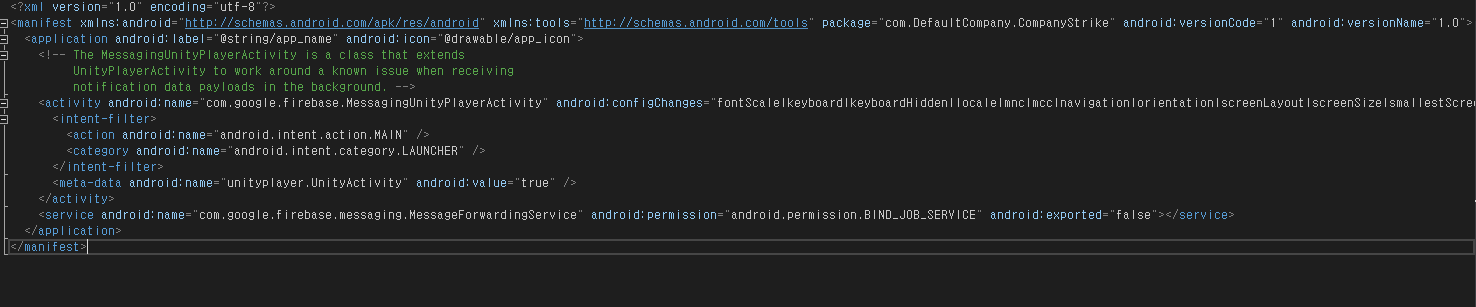 <?xml version="1.0" encoding="utf-8"?>
<manifest xmlns:android="http://schemas.android.com/apk/res/android" xmlns:tools="http://schemas.android.com/tools" package="com.DefaultCompany.CompanyStrike" android:versionCode="1" android:versionName="1.0">
<application android:label="@string/app_name" android:icon="@drawable/app_icon">
<!-- The MessagingUnityPlayerActivity is a class that extends
UnityPlayerActivity to work around a known issue when receiving
notification data payloads in the background. -->
<activity android:name="com.google.firebase.MessagingUnityPlayerActivity" android:configChanges="fontScale|keyboard|keyboardHidden|locale|mnc|mcc|navigation|orientation|screenLayout|screenSize|smallestScre
<intent-filter>
<action android:name="android.intent.action.MAIN" />
<category android:name="android.intent.category.LAUNCHER" />
</intent-filter>
<meta-data android:name="unityplayer.UnityActivity" android:value="true" />
</activity>
<service android:name="com.google.firebase.messaging.MessageForwardingService" android:permission="android.permission.BIND_JOB_SERVICE" android:exported="false"></service>
</application>
</manifest>